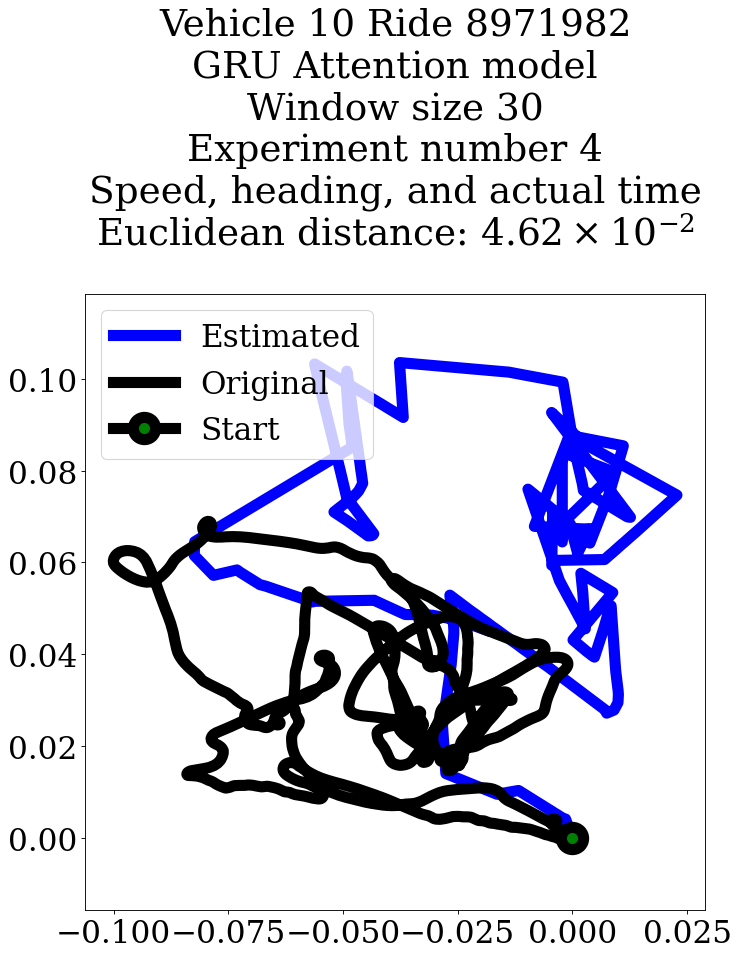 Vehicle 10 Ride 8971982
GRU Attention model
Window size 30
Experiment number 4
Speed, heading, and actual time
Euclidean distance: 4.62 × 10⁻²
Estimated
Original
Start
0.10
0.08
0.06
0.04
0.02
0.00
−0.100 −0.075 −0.050 −0.025 0.000 0.025